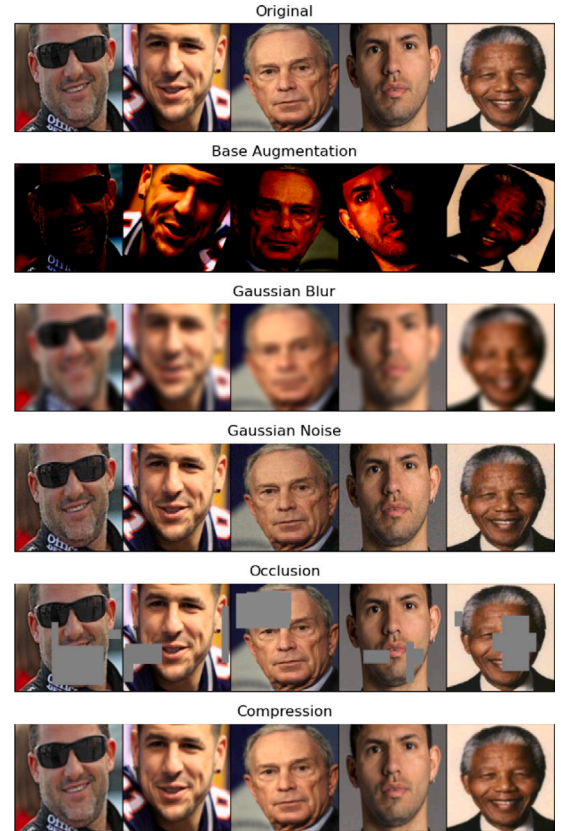 Original
Base Augmentation
Gaussian Blur
Gaussian Noise
Occlusion
Compression